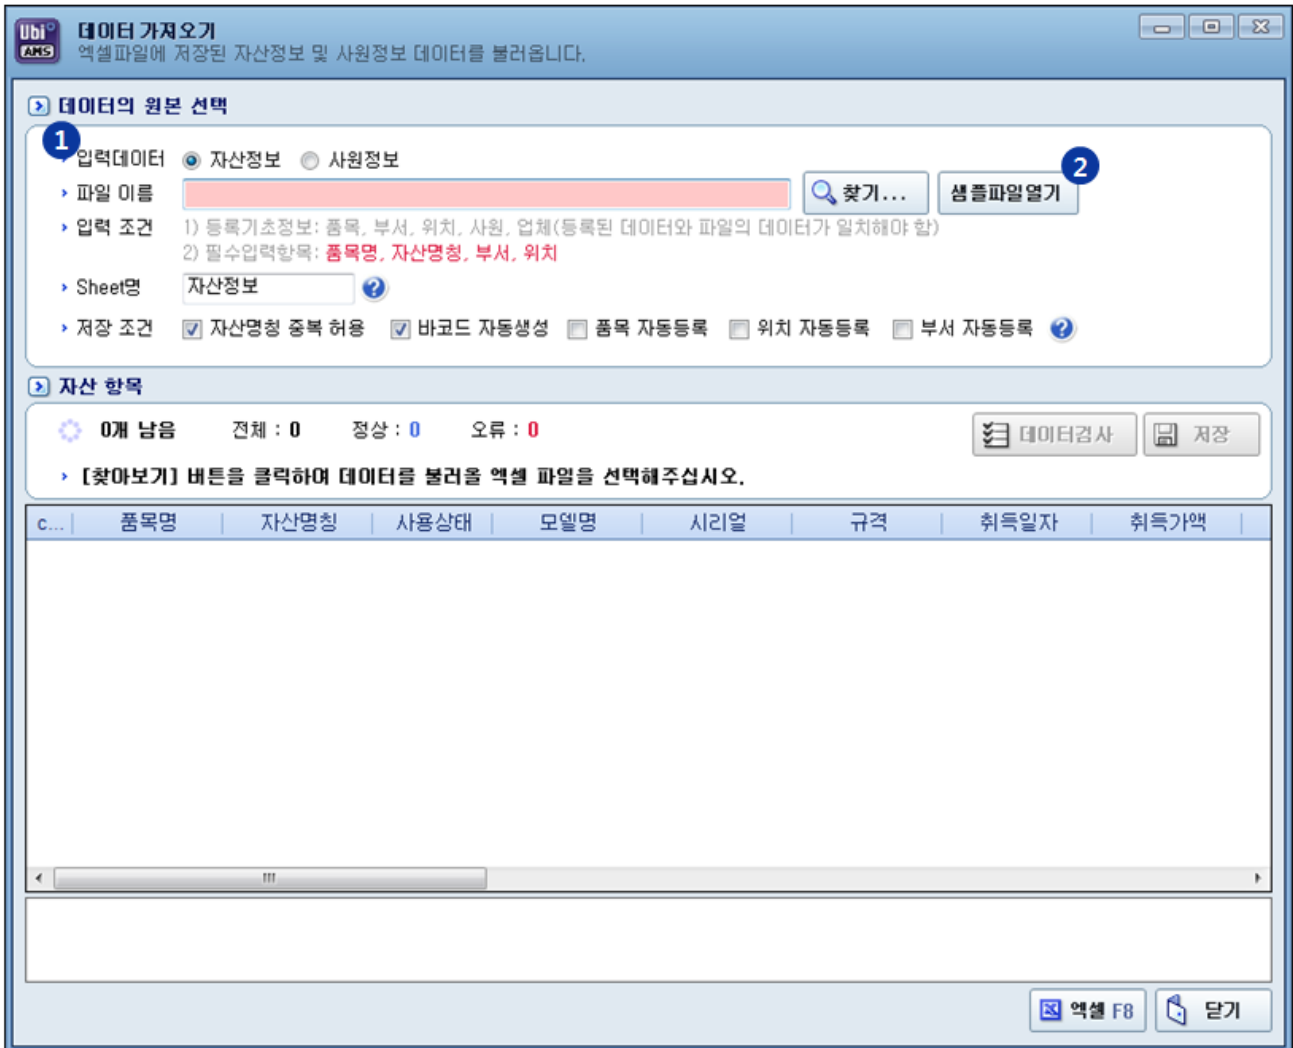 Ubi
AMS
데이터 가져오기
엑셀파일에 저장된 자산정보 및 사원정보 데이터를 불러옵니다.
데이터의 원본 선택
1
입력데이터 자산정보 사원정보
2
파일 이름 찾기... 샘플파일열기
입력 조건 1) 등록기초정보: 품목, 부서, 위치, 사원, 업체(등록된 데이터와 파일의 데이터가 일치해야 함)
2) 필수입력항목: 품목명, 자산명칭, 부서, 위치
Sheet명 자산정보 ?
저장 조건 자산명칭 중복 허용 바코드 자동생성 품목 자동등록 위치 자동등록 부서 자동등록 ?
자산 항목
0개 남음 전체 : 0 정상 : 0 오류 : 0 데이터검사 저장
[찾아보기] 버튼을 클릭하여 데이터를 불러올 엑셀 파일을 선택해주십시오.
c... 품목명 자산명칭 사용상태 모델명 시리얼 규격 취득일자 취득가액
엑셀 F8 닫기